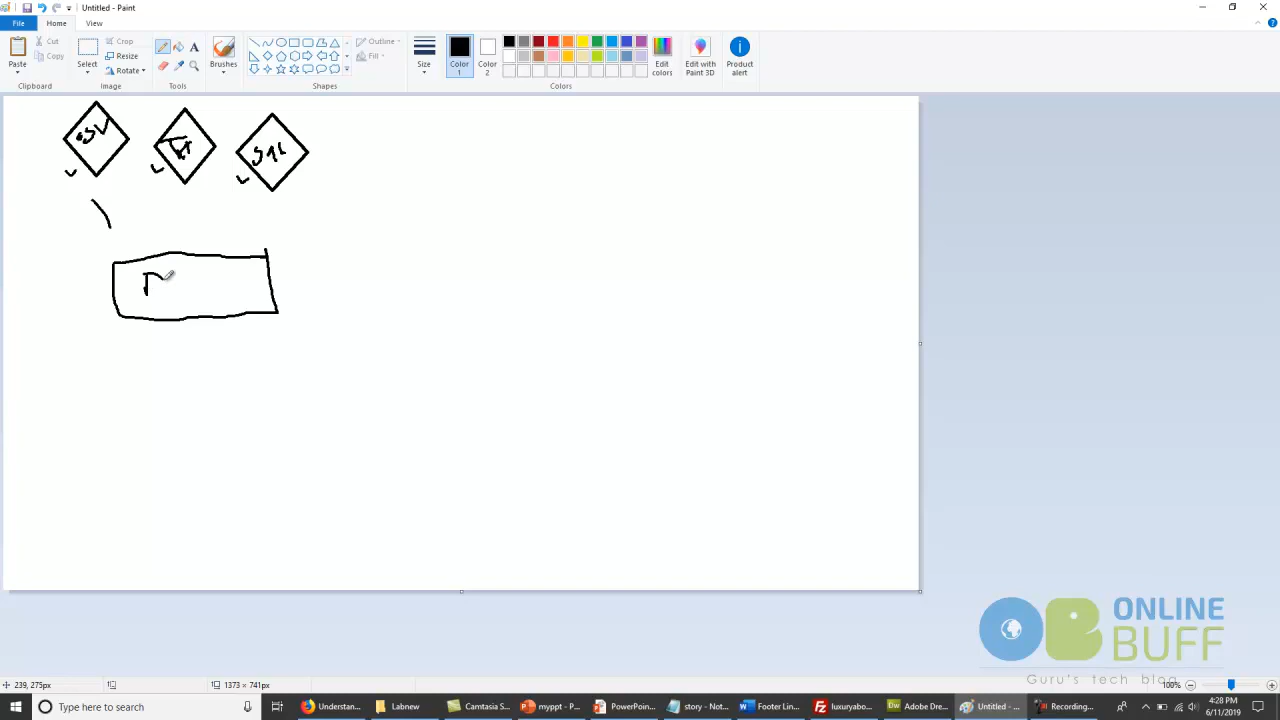 Untitled - Paint
File
Home
View
Paste
Cut
Copy
Clipboard
Select
Crop
Resize
Rotate
Image
Tools
Brushes
Shapes
Outline
Fill
Size
Color 1
Color 2
Colors
Edit colors
Edit with Paint 3D
Product alert
ONLINE
BUFF
Guru's tech blog
239, 275px
1373 × 741px
100%
Type here to search
Understan...
Labnew
Camtasia S...
myppt - P...
PowerPoin...
story - Not...
Footer Lin...
luxuryabo...
Adobe Dre...
Untitled - ...
Recording...
4:28 PM
6/11/2019